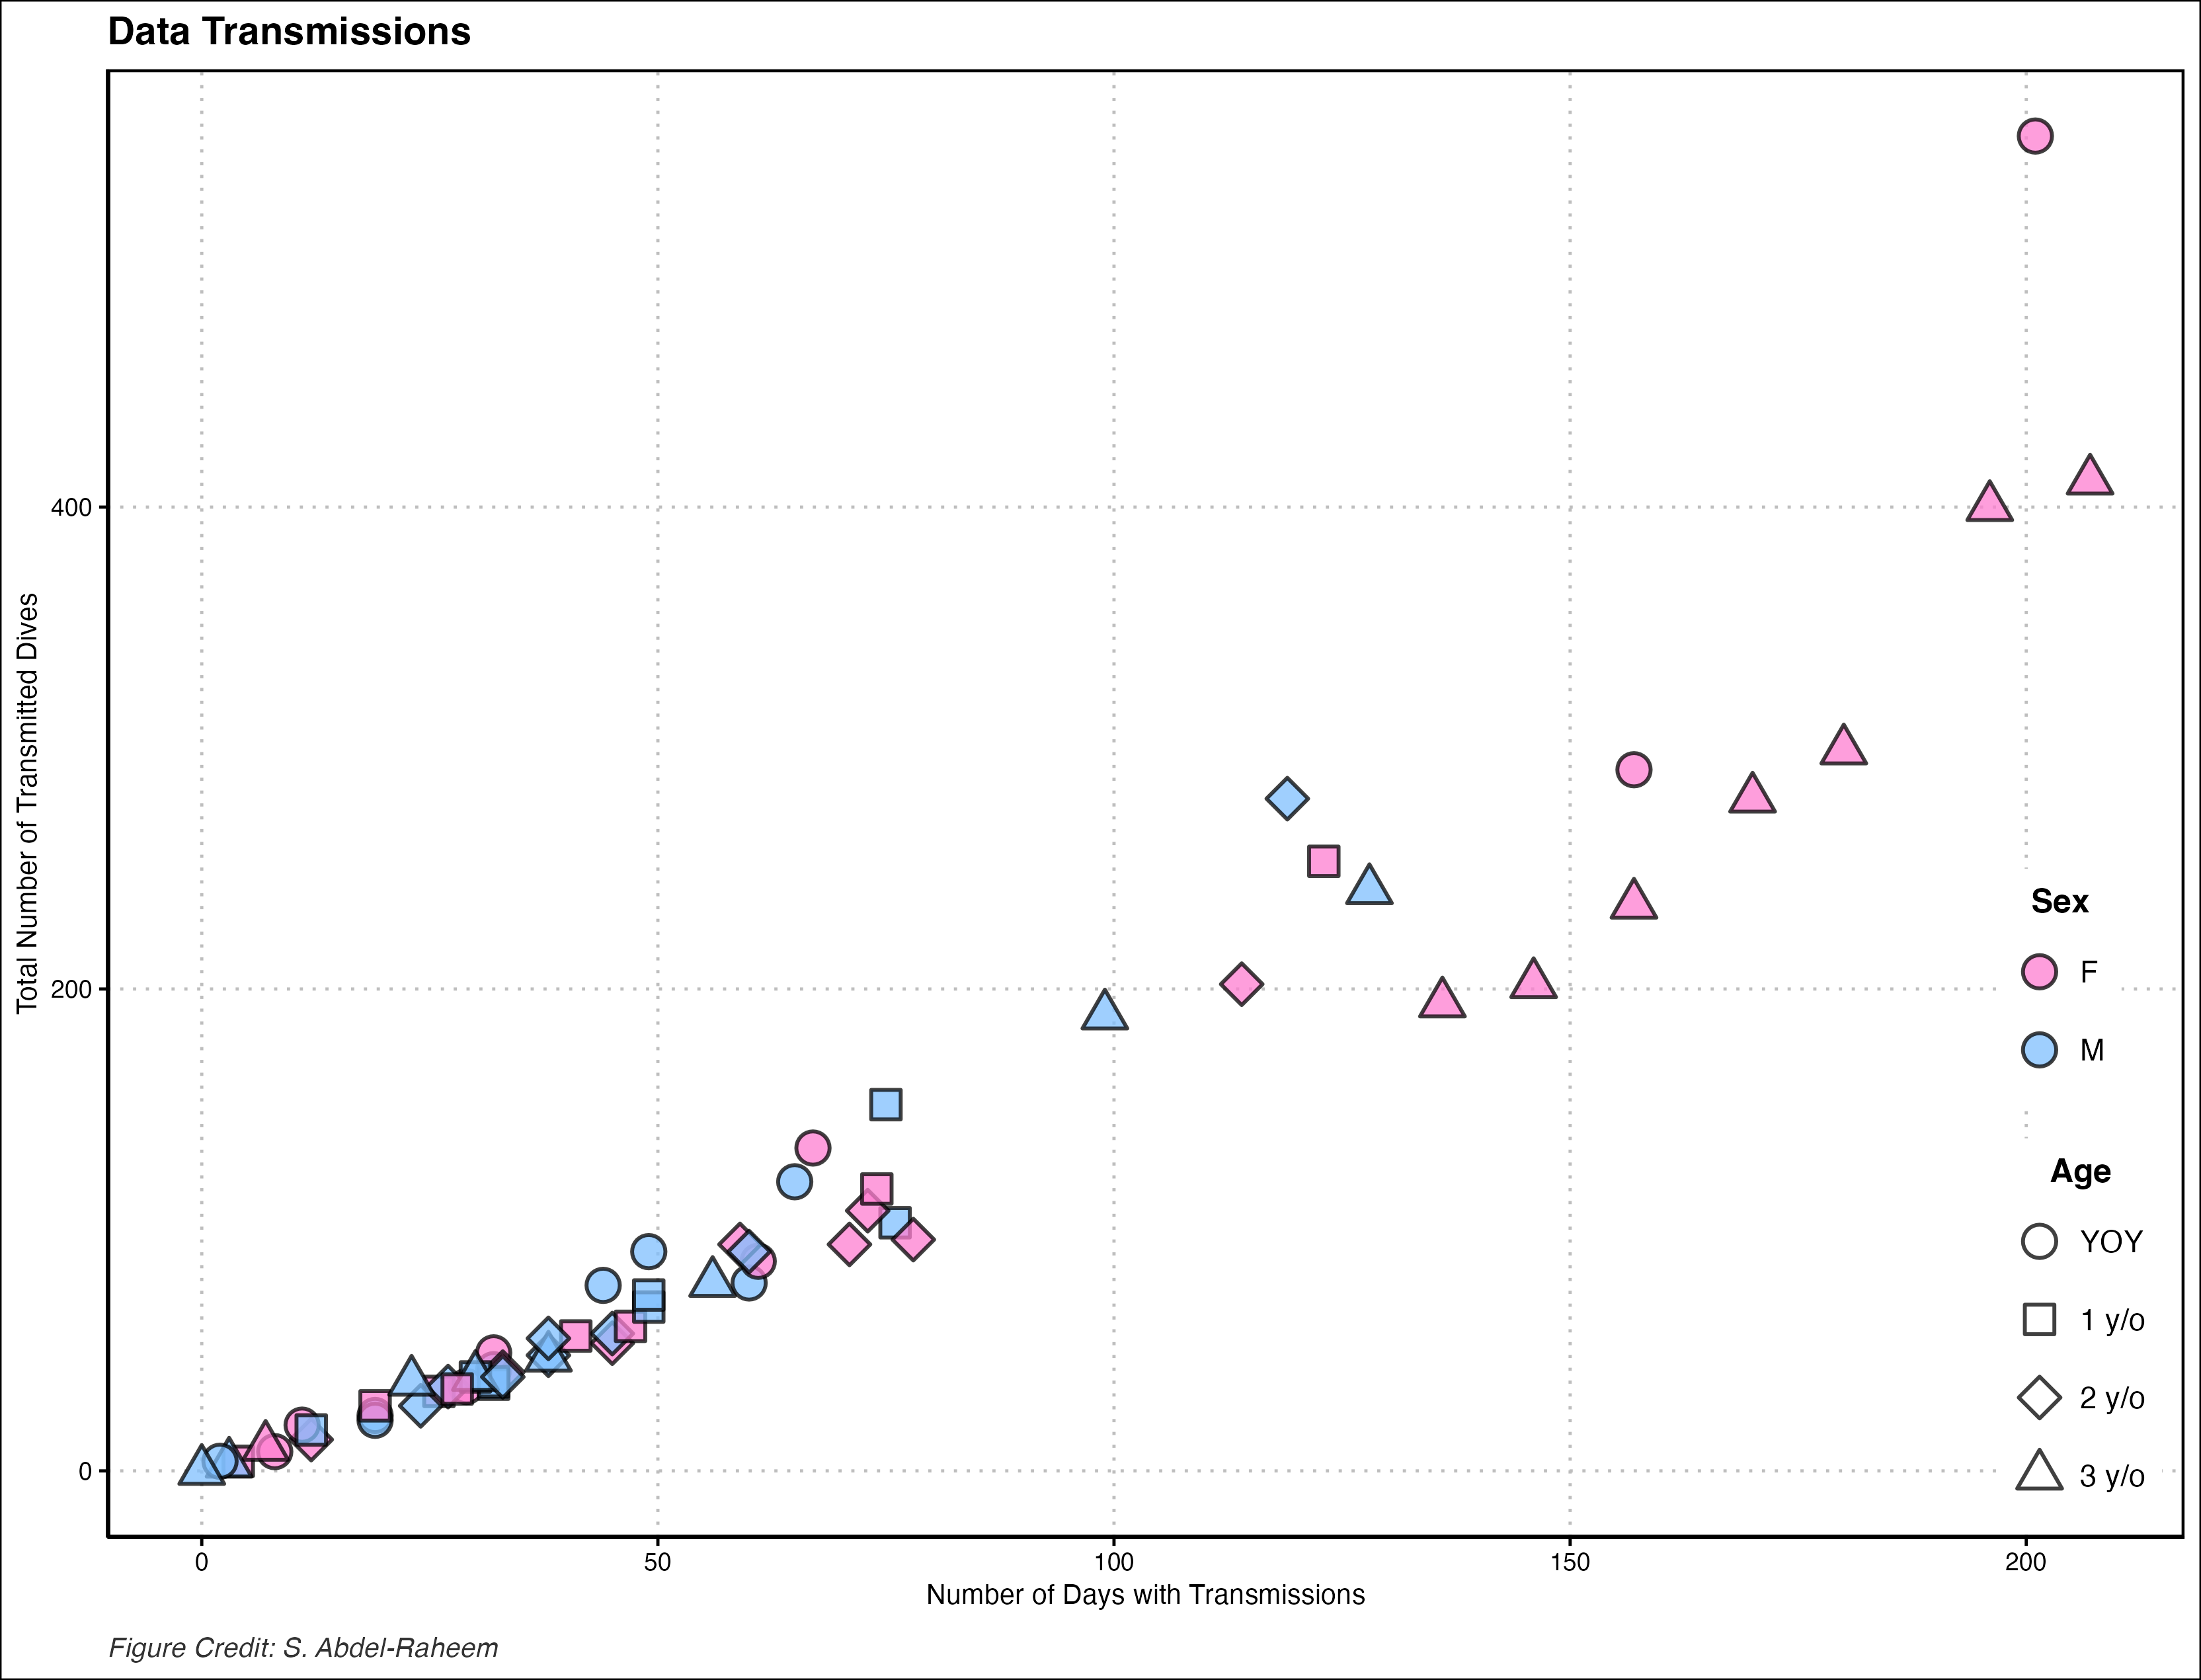 Data Transmissions
Total Number of Transmitted Dives
400
200
0
0 50 100 150 200
Number of Days with Transmissions
Sex
F
M
Age
YOY
1 y/o
2 y/o
3 y/o
Figure Credit: S. Abdel-Raheem